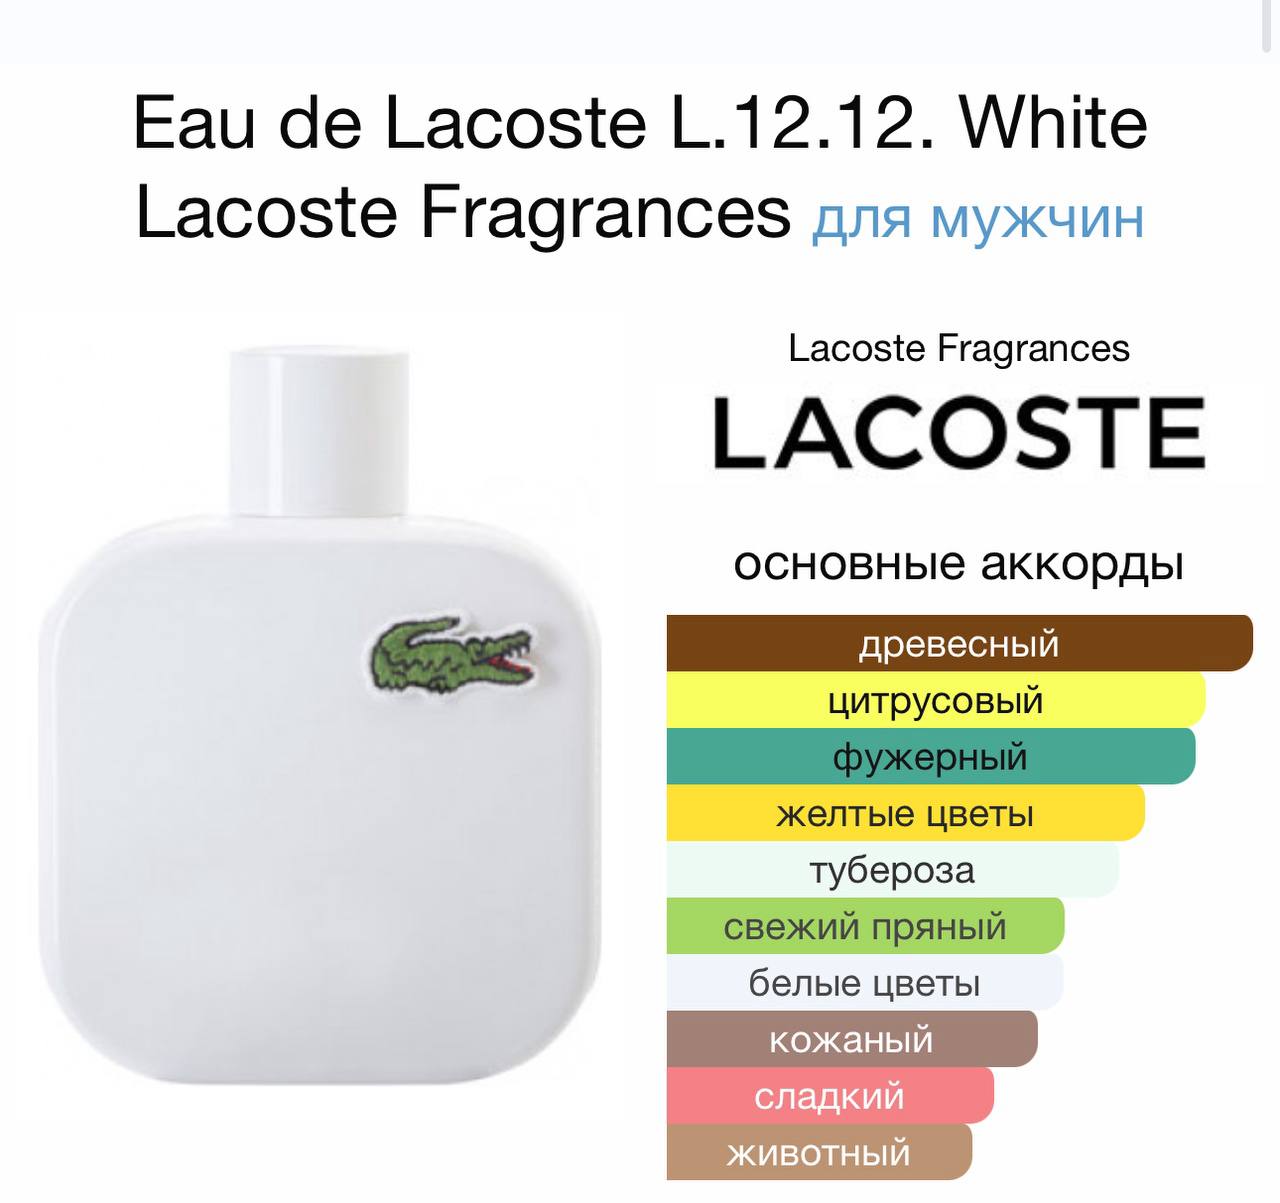 Eau de Lacoste L.12.12. White
Lacoste Fragrances для мужчин
Lacoste Fragrances
LACOSTE
основные аккорды
древесный
цитрусовый
фужерный
желтые цветы
тубероза
свежий пряный
белые цветы
кожаный
сладкий
животный